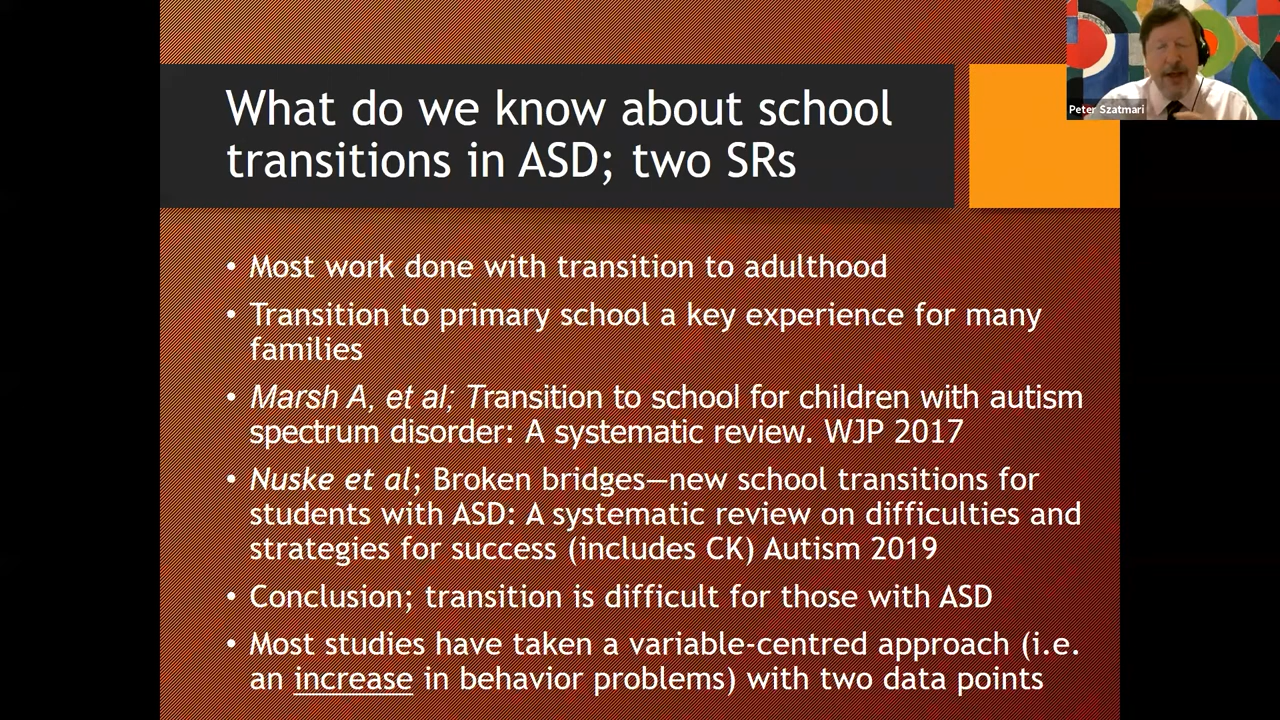 What do we know about school
transitions in ASD; two SRs
Peter Szatmari
• Most work done with transition to adulthood
• Transition to primary school a key experience for many
families
• Marsh A, et al; Transition to school for children with autism
spectrum disorder: A systematic review. WJP 2017
• Nuske et al; Broken bridges—new school transitions for
students with ASD: A systematic review on difficulties and
strategies for success (includes CK) Autism 2019
• Conclusion; transition is difficult for those with ASD
• Most studies have taken a variable-centred approach (i.e.
an increase in behavior problems) with two data points